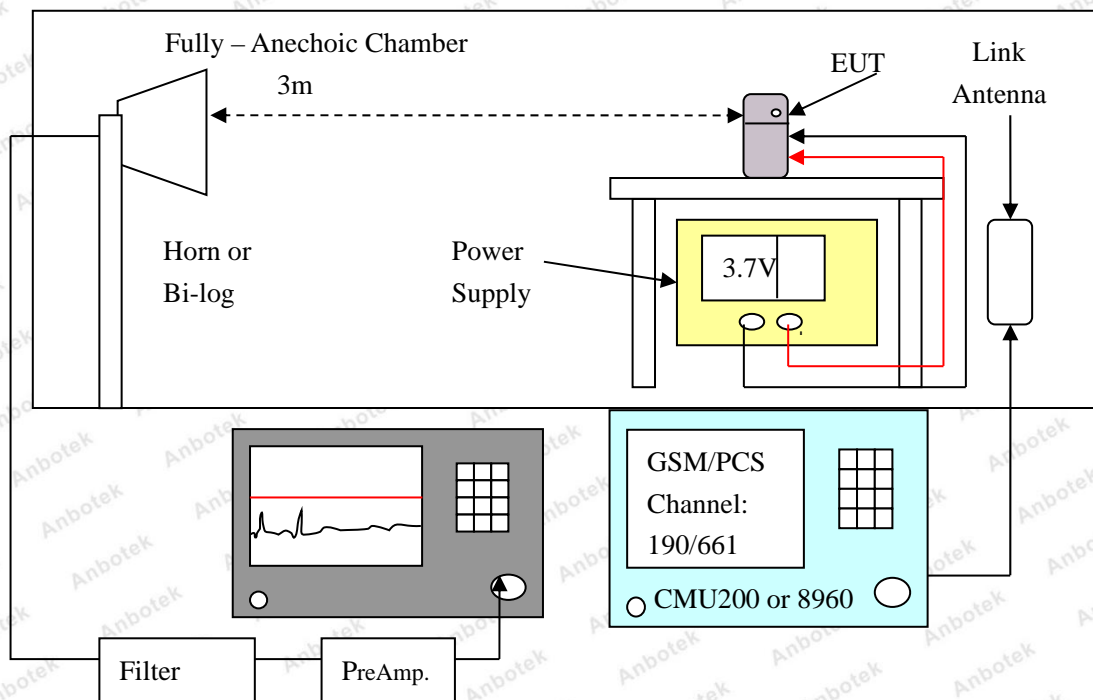 Fully – Anechoic Chamber
3m
EUT
Link
Antenna
Horn or
Bi-log
Power
Supply
3.7V
GSM/PCS
Channel:
190/661
CMU200 or 8960
Filter
PreAmp.
Anbotek